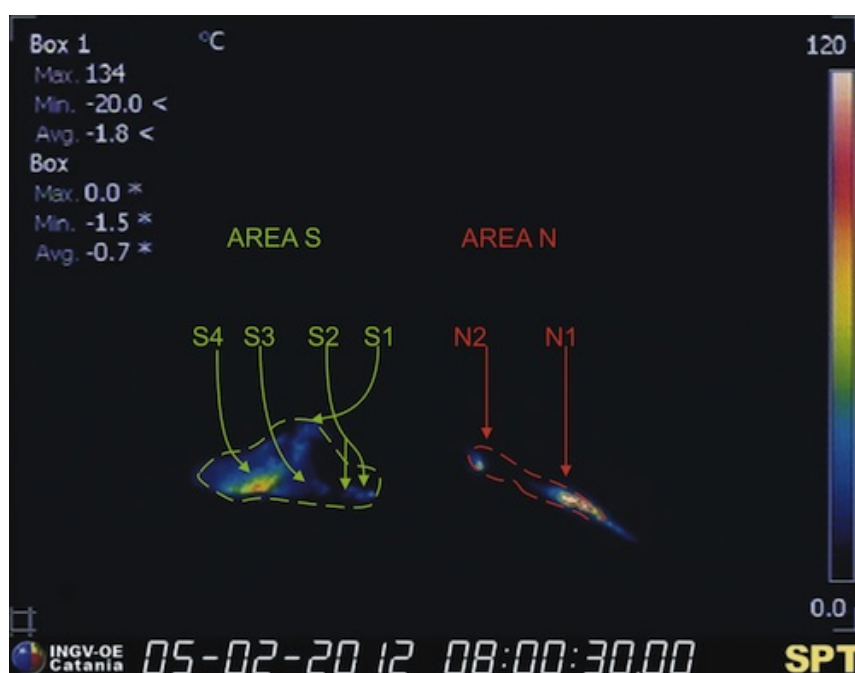 Box 1 °C 120
Max. 134
Min. -20.0 <
Avg. -1.8 <
Box
Max. 0.0 *
Min. -1.5 *
Avg. -0.7 *
AREA S AREA N
S4 S3 S2 S1 N2 N1
0.0
INGV-OE
Catania 05-02-2012 08:00:30.00 SPT